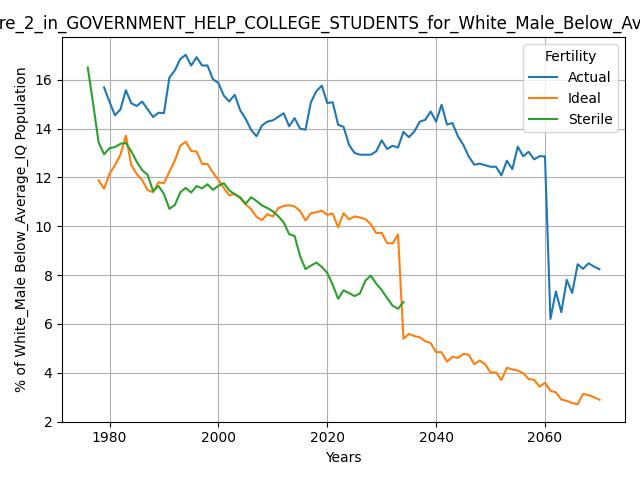 re_2_in_GOVERNMENT_HELP_COLLEGE_STUDENTS_for_White_Male_Below_A
Fertility
Actual
Ideal
Sterile
% of White_Male Below_Average_IQ Population
16
14
12
10
8
6
4
2
1980
2000
2020
2040
2060
Years